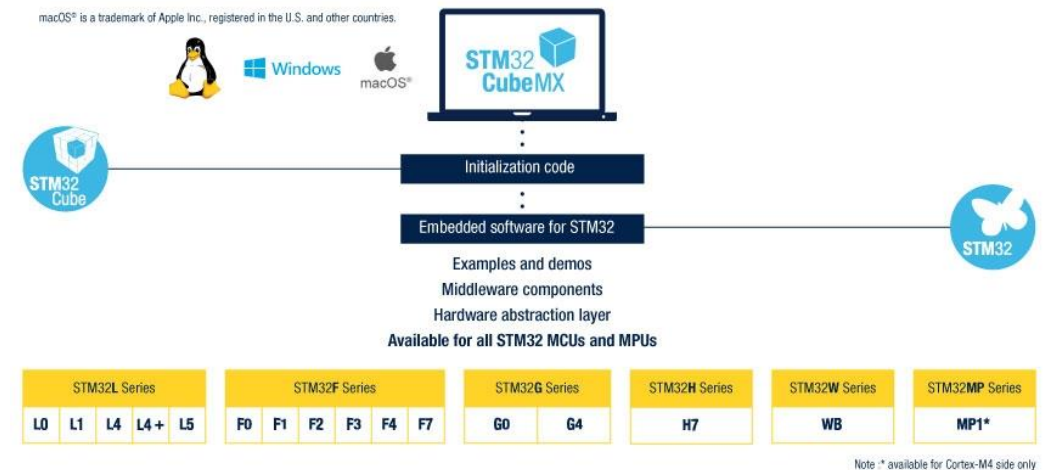 macOS® is a trademark of Apple Inc., registered in the U.S. and other countries.
Windows
macOS®
STM32
CubeMX
Initialization code
STM32
Cube
Embedded software for STM32
STM32
Examples and demos
Middleware components
Hardware abstraction layer
Available for all STM32 MCUs and MPUs
STM32L Series STM32F Series STM32G Series STM32H Series STM32W Series STM32MP Series
L0 L1 L4 L4+ L5 F0 F1 F2 F3 F4 F7 G0 G4 H7 WB MP1*
Note :* available for Cortex-M4 side only